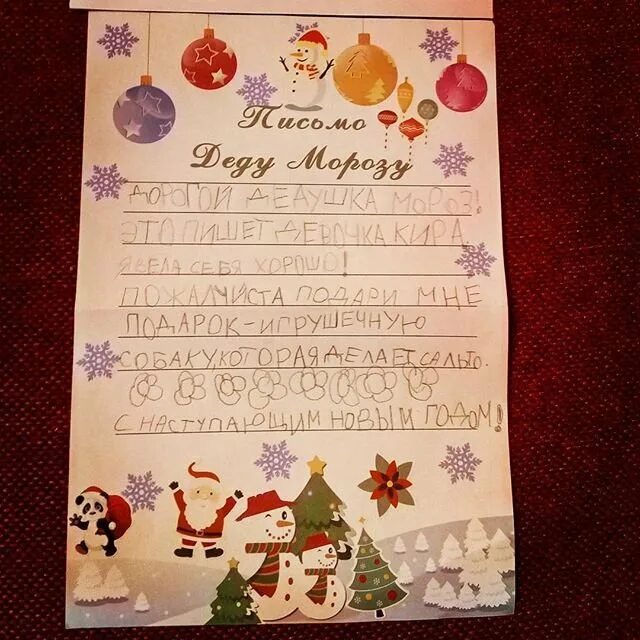 Письмо
Деду Морозу
ДОРОГОЙ ДЕДУШКА МОРОЗ!
ЭТО ПИШЕТ ДЕВОЧКА КИРА.
Я ВЕЛА СЕБЯ ХОРОШО!
ПОЖАЛУЙСТА ПОДАРИ МНЕ
ПОДАРОК-ИГРУШЕЧНУЮ
СОБАКУ,КОТОРАЯ ДЕЛАЕТ САЛЬТО.
С НАСТУПАЮЩИМ НОВЫМ ГОДОМ!